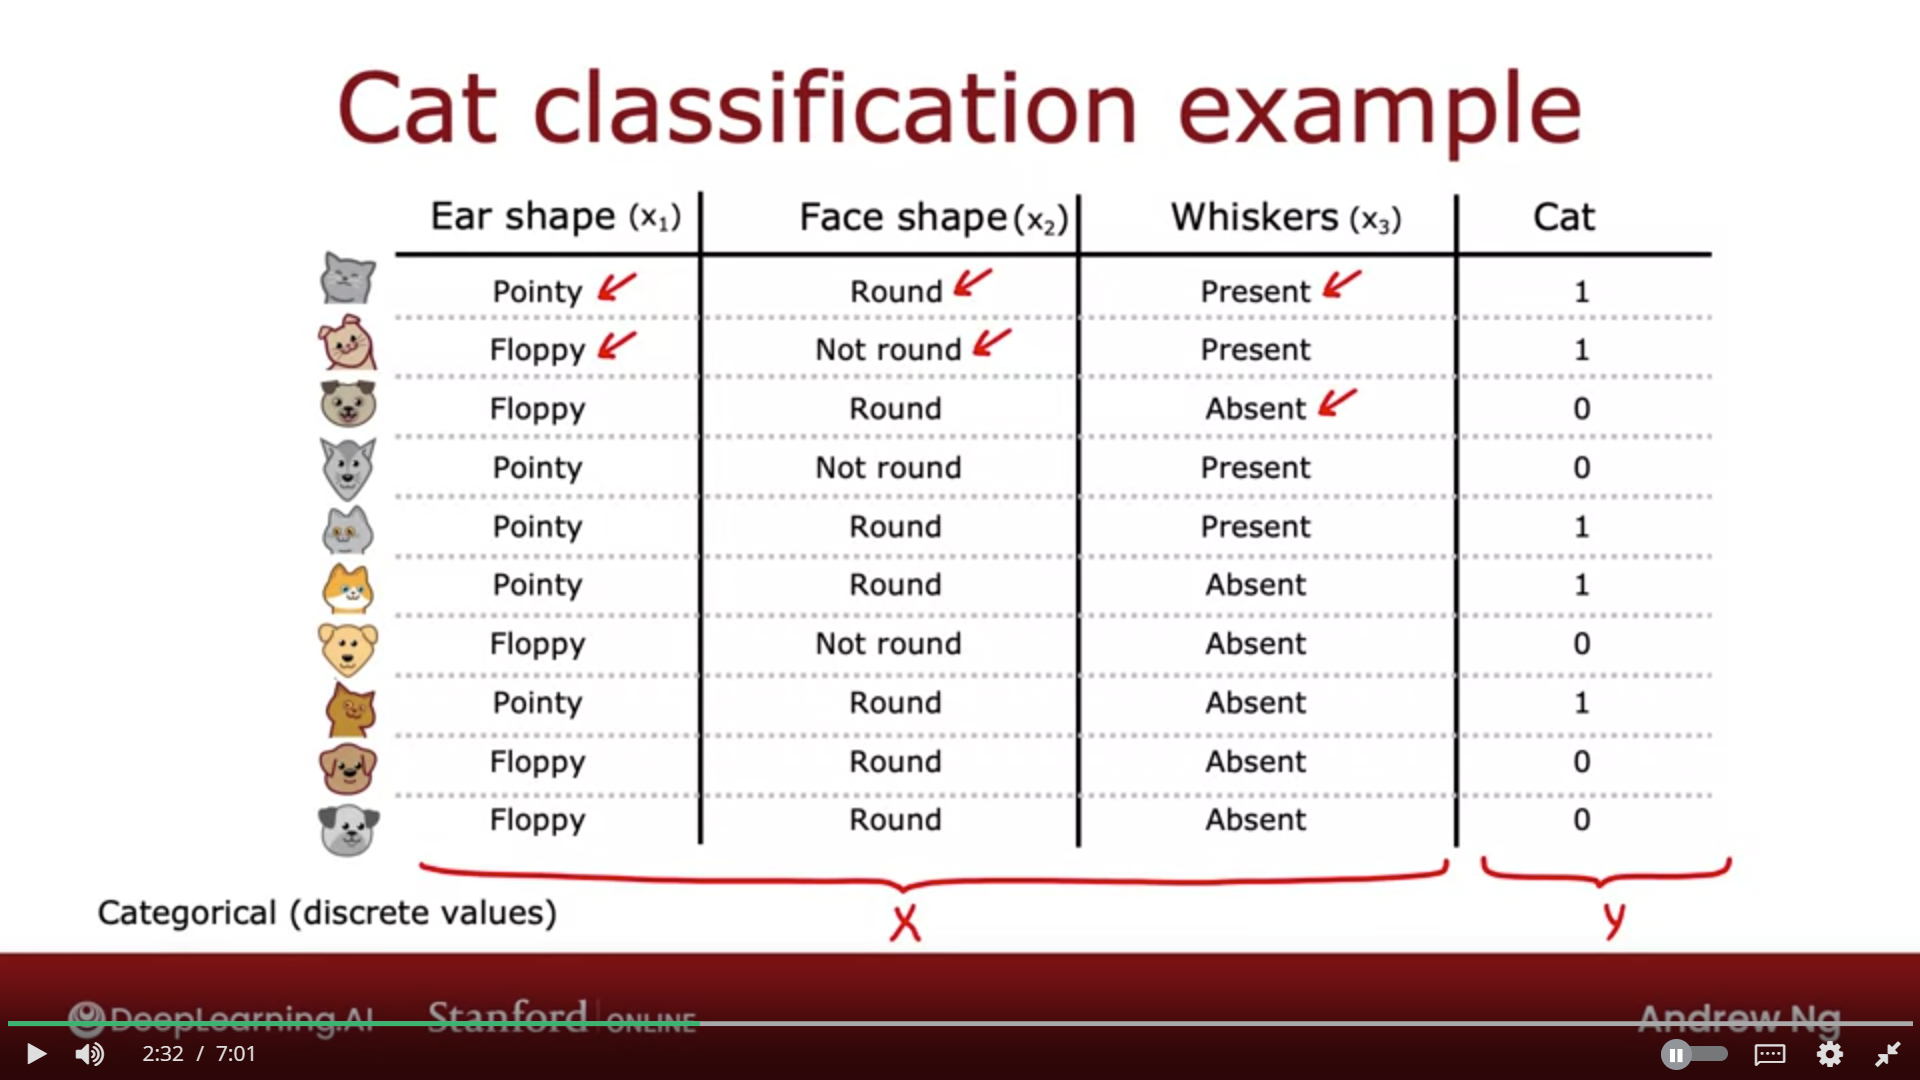 Cat classification example
Ear shape (x₁) Face shape (x₂) Whiskers (x₃) Cat
Pointy Round Present 1
Floppy Not round Present 1
Floppy Round Absent 0
Pointy Not round Present 0
Pointy Round Present 1
Pointy Round Absent 1
Floppy Not round Absent 0
Pointy Round Absent 1
Floppy Round Absent 0
Floppy Round Absent 0
X y
Categorical (discrete values)
DeepLearning.AI Stanford ONLINE Andrew Ng
2:32 / 7:01